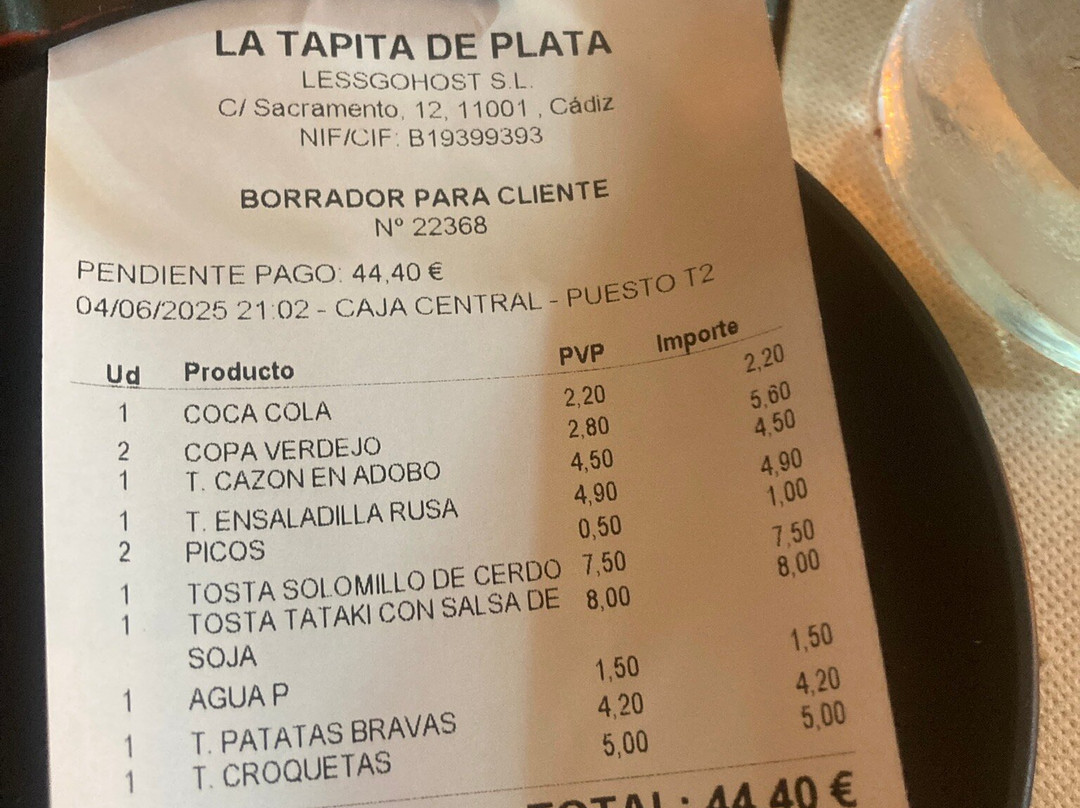 LA TAPITA DE PLATA
LESSGOHOST S.L.
C/ Sacramento, 12, 11001 , Cádiz
NIF/CIF: B19399393
BORRADOR PARA CLIENTE
Nº 22368
PENDIENTE PAGO: 44,40 €
04/06/2025 21:02 - CAJA CENTRAL - PUESTO T2
Ud Producto PVP Importe
1 COCA COLA 2,20 2,20
2 COPA VERDEJO 2,80 5,60
1 T. CAZON EN ADOBO 4,50 4,50
1 T. ENSALADILLA RUSA 4,90 4,90
2 PICOS 0,50 1,00
1 TOSTA SOLOMILLO DE CERDO 7,50 7,50
1 TOSTA TATAKI CON SALSA DE 8,00 8,00
SOJA
1 AGUA P 1,50 1,50
1 T. PATATAS BRAVAS 4,20 4,20
1 T. CROQUETAS 5,00 5,00
TOTAL: 44,40 €